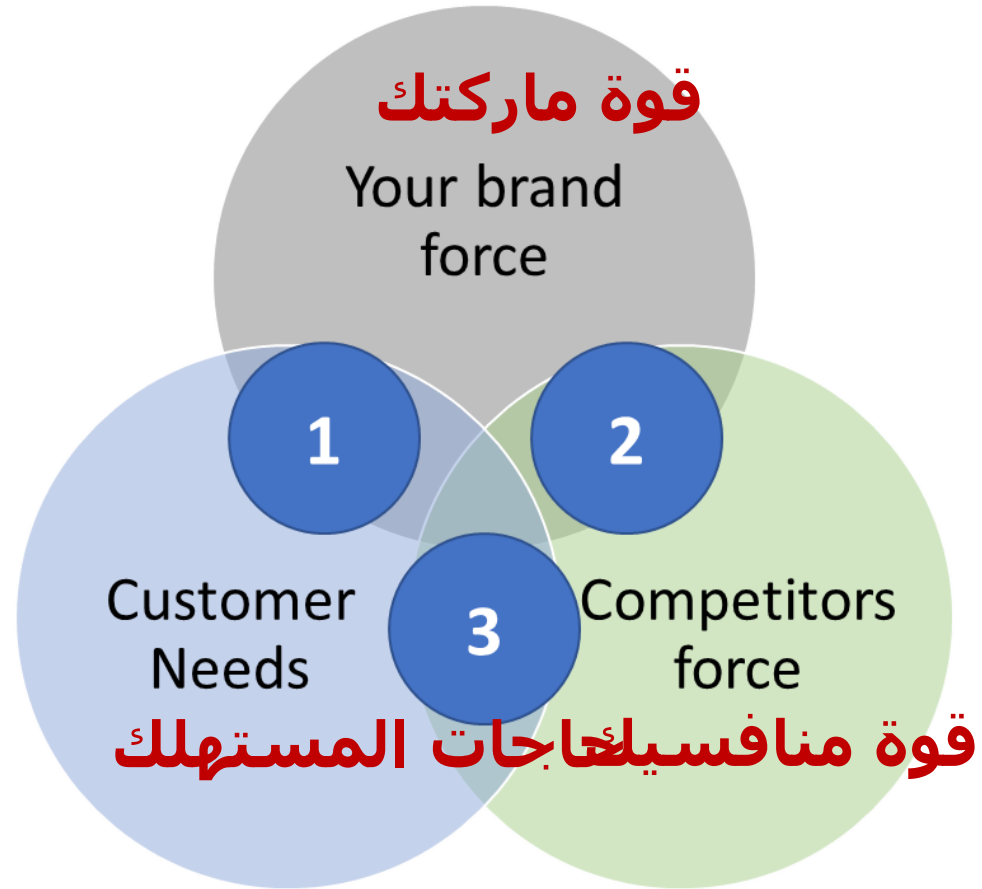 قوة ماركتك
Your brand
force
1
2
3
Customer
Needs
حاجات المستهلك
Competitors
force
قوة منافسيك